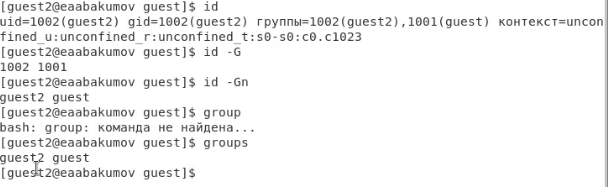 [guest2@eaabakumov guest]$ id
uid=1002(guest2) gid=1002(guest2) группы=1002(guest2),1001(guest) контекст=uncon
fined_u:unconfined_r:unconfined_t:s0-s0:c0.c1023
[guest2@eaabakumov guest]$ id -G
1002 1001
[guest2@eaabakumov guest]$ id -Gn
guest2 guest
[guest2@eaabakumov guest]$ group
bash: group: команда не найдена...
[guest2@eaabakumov guest]$ groups
guest2 guest
[guest2@eaabakumov guest]$